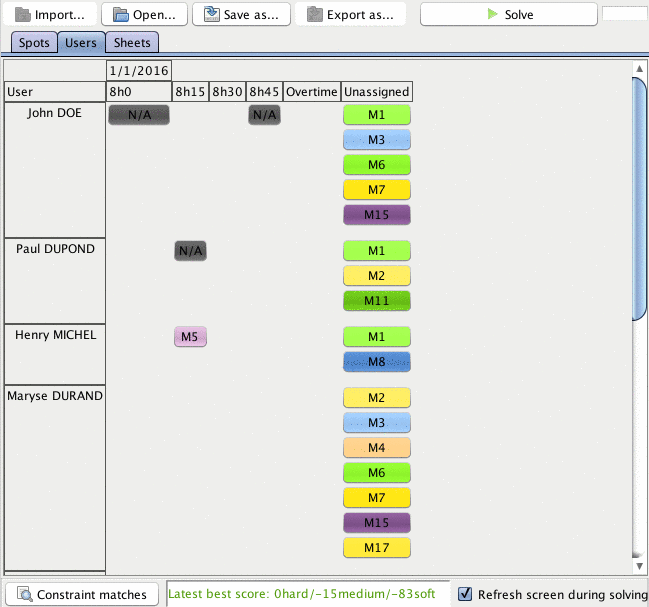 Import... Open... Save as... Export as... Solve
Spots Users Sheets
1/1/2016
User 8h0 8h15 8h30 8h45 Overtime Unassigned
John DOE N/A N/A M1
M3
M6
M7
M15
Paul DUPOND N/A M1
M2
M11
Henry MICHEL M5 M1
M8
Maryse DURAND M2
M3
M4
M6
M7
M15
M17
Constraint matches Latest best score: 0hard/-15medium/-83soft Refresh screen during solving